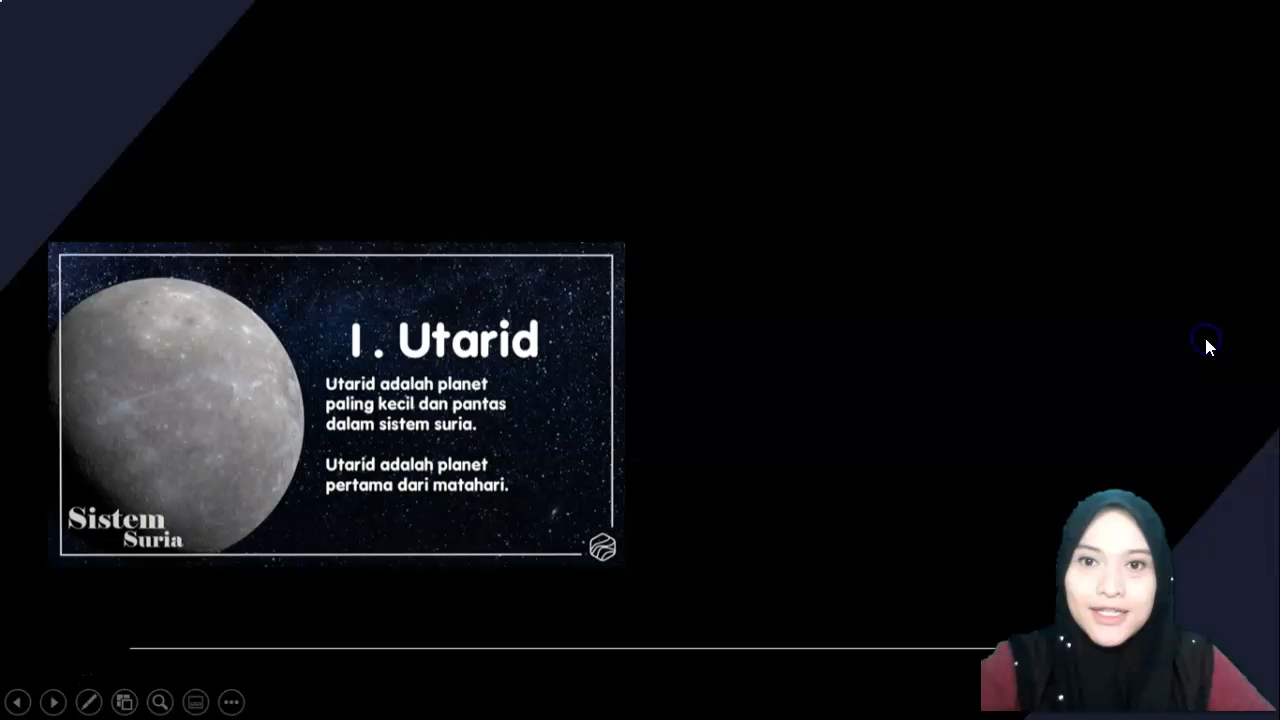 1. Utarid
Utarid adalah planet
paling kecil dan pantas
dalam sistem suria.
Utarid adalah planet
pertama dari matahari.
Sistem
Suria